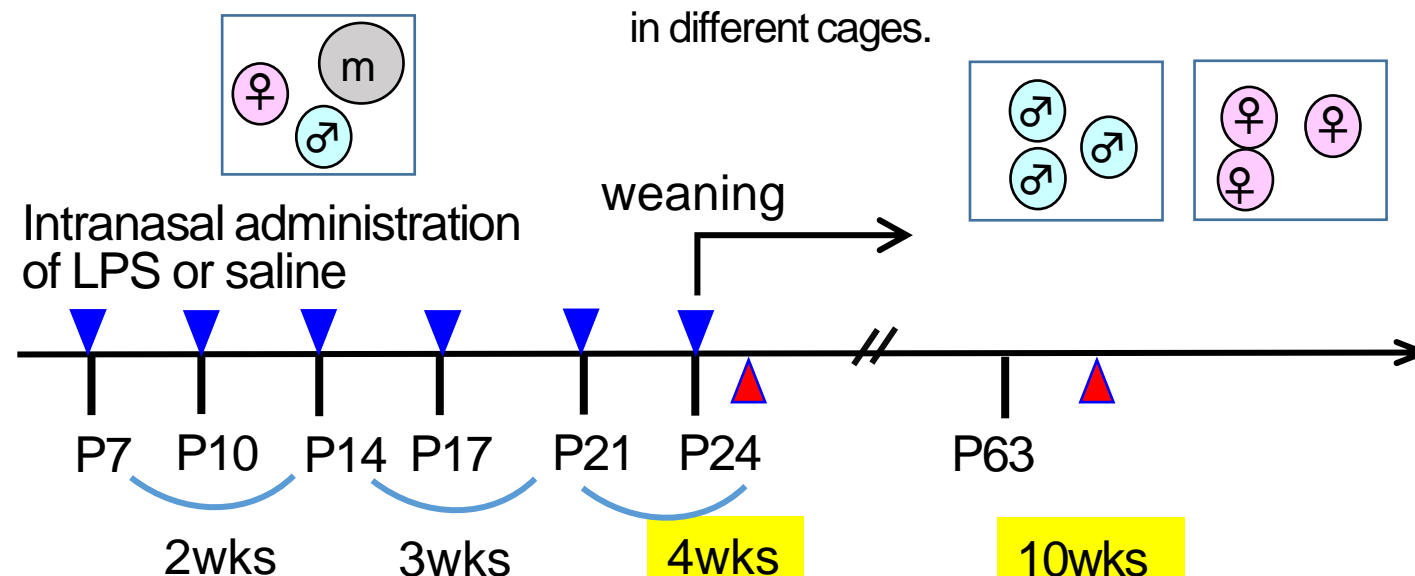 in different cages.
m
♀
♂
♂
♂
♂
♀
♀
♀
weaning
Intranasal administration
of LPS or saline
P7 P10 P14 P17 P21 P24 P63
2wks 3wks 4wks 10wks